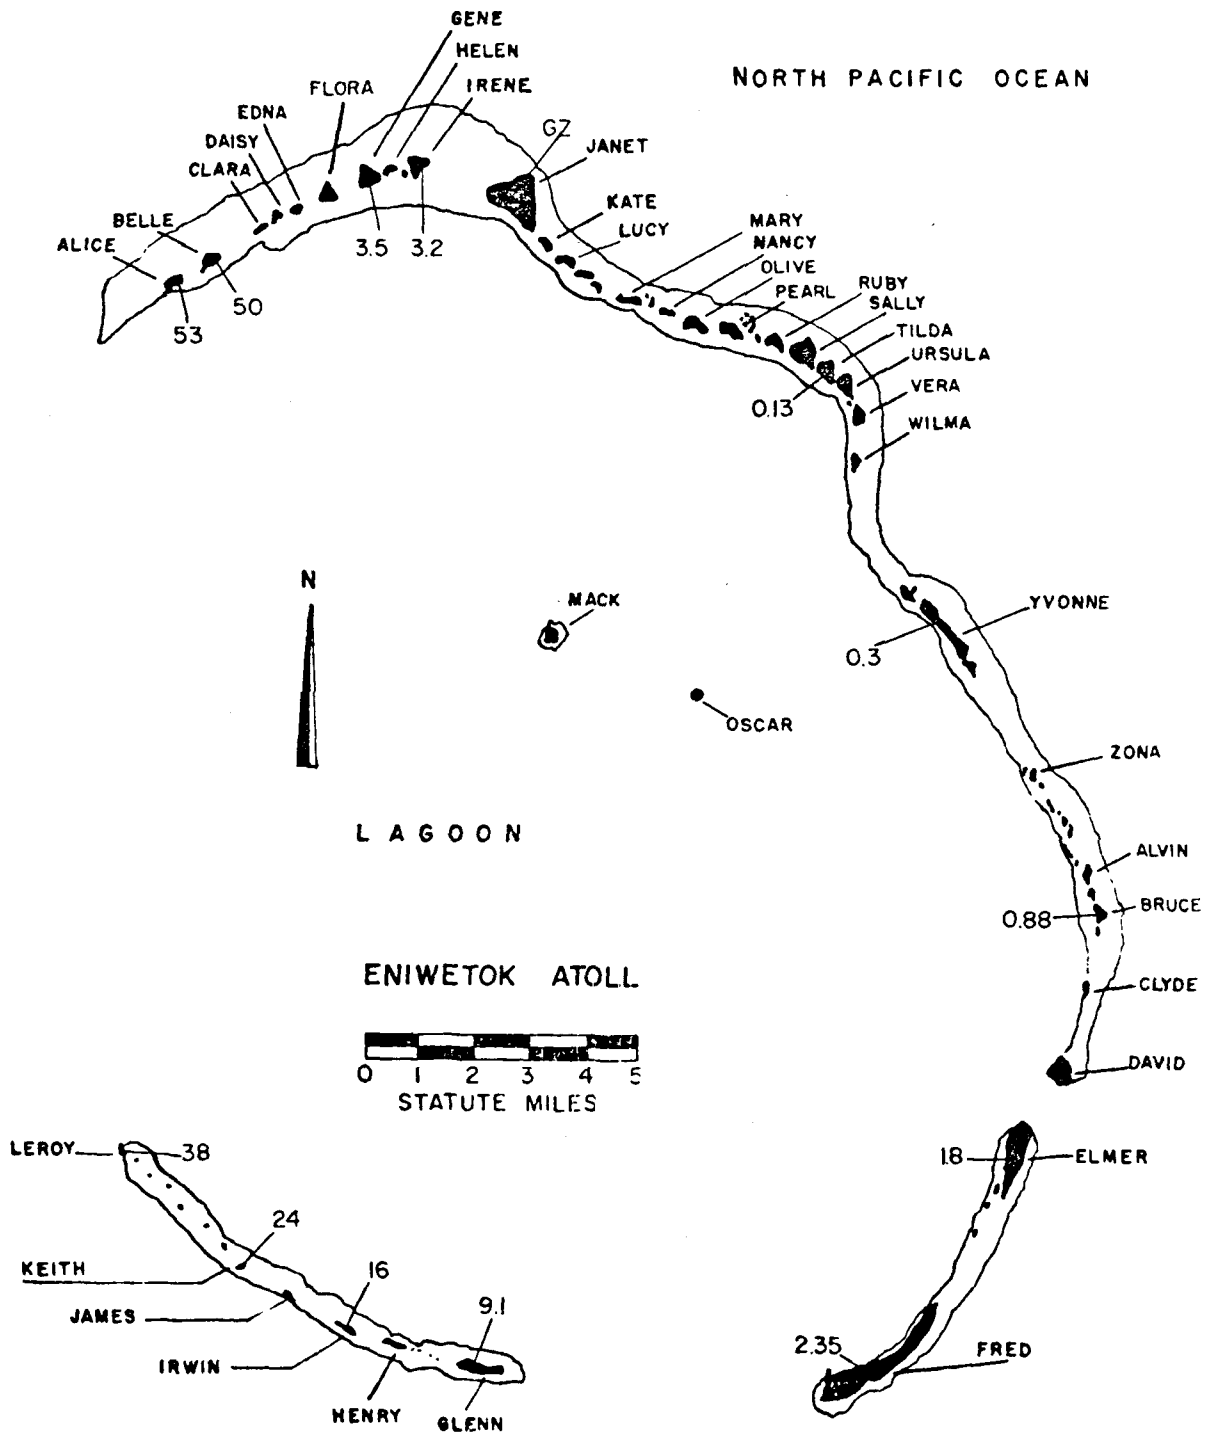 GENE
HELEN
IRENE
NORTH PACIFIC OCEAN
FLORA
EDNA
DAISY
CLARA
GZ
JANET
BELLE
ALICE
KATE
LUCY
3.5
3.2
50
53
MARY
NANCY
OLIVE
PEARL
RUBY
SALLY
TILDA
URSULA
VERA
0.13
WILMA
N
MACK
YVONNE
0.3
OSCAR
ZONA
LAGOON
ALVIN
BRUCE
0.88
ENIWETOK ATOLL
CLYDE
0 1 2 3 4 5
STATUTE MILES
DAVID
LEROY
38
1.8
ELMER
24
KEITH
16
JAMES
9.1
IRWIN
2.35
FRED
HENRY
GLENN